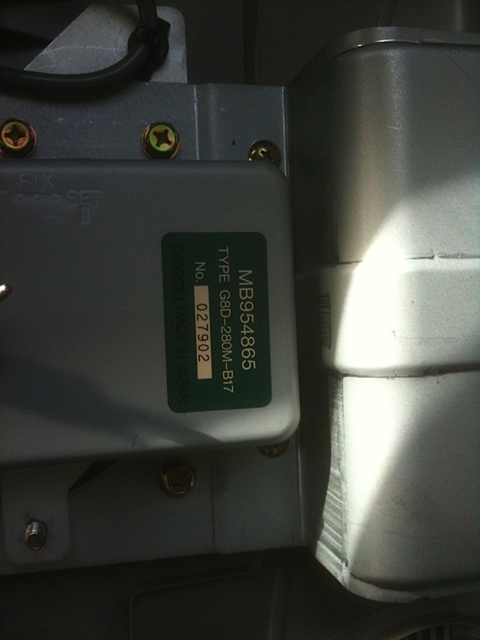 FIX
SET
MB954865
TYPE G8D-280M-B17
No. 027902